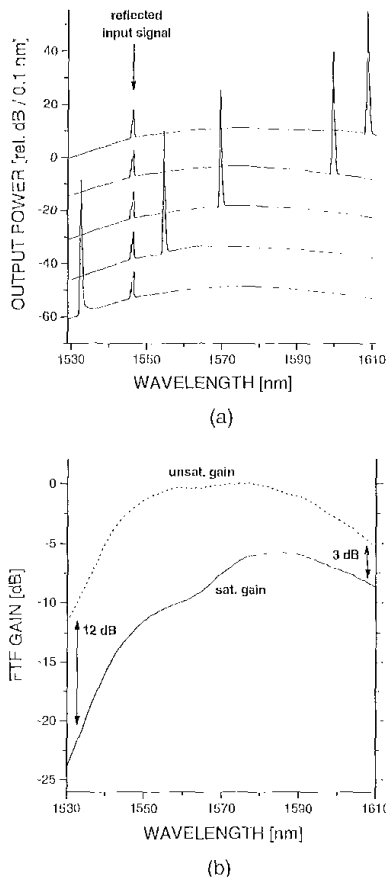 reflected
input signal
40
20
0
-20
-40
-60
OUTPUT POWER [rel. dB / 0.1 nm]
1529
1550
1570
1590
1610
WAVELENGTH [nm]
(a)
unsat. gain
3 dB
sat. gain
12 dB
0
-5
-10
-15
-20
-25
FTF GAIN [dB]
1530
1550
1570
1590
1610
WAVELENGTH [nm]
(b)